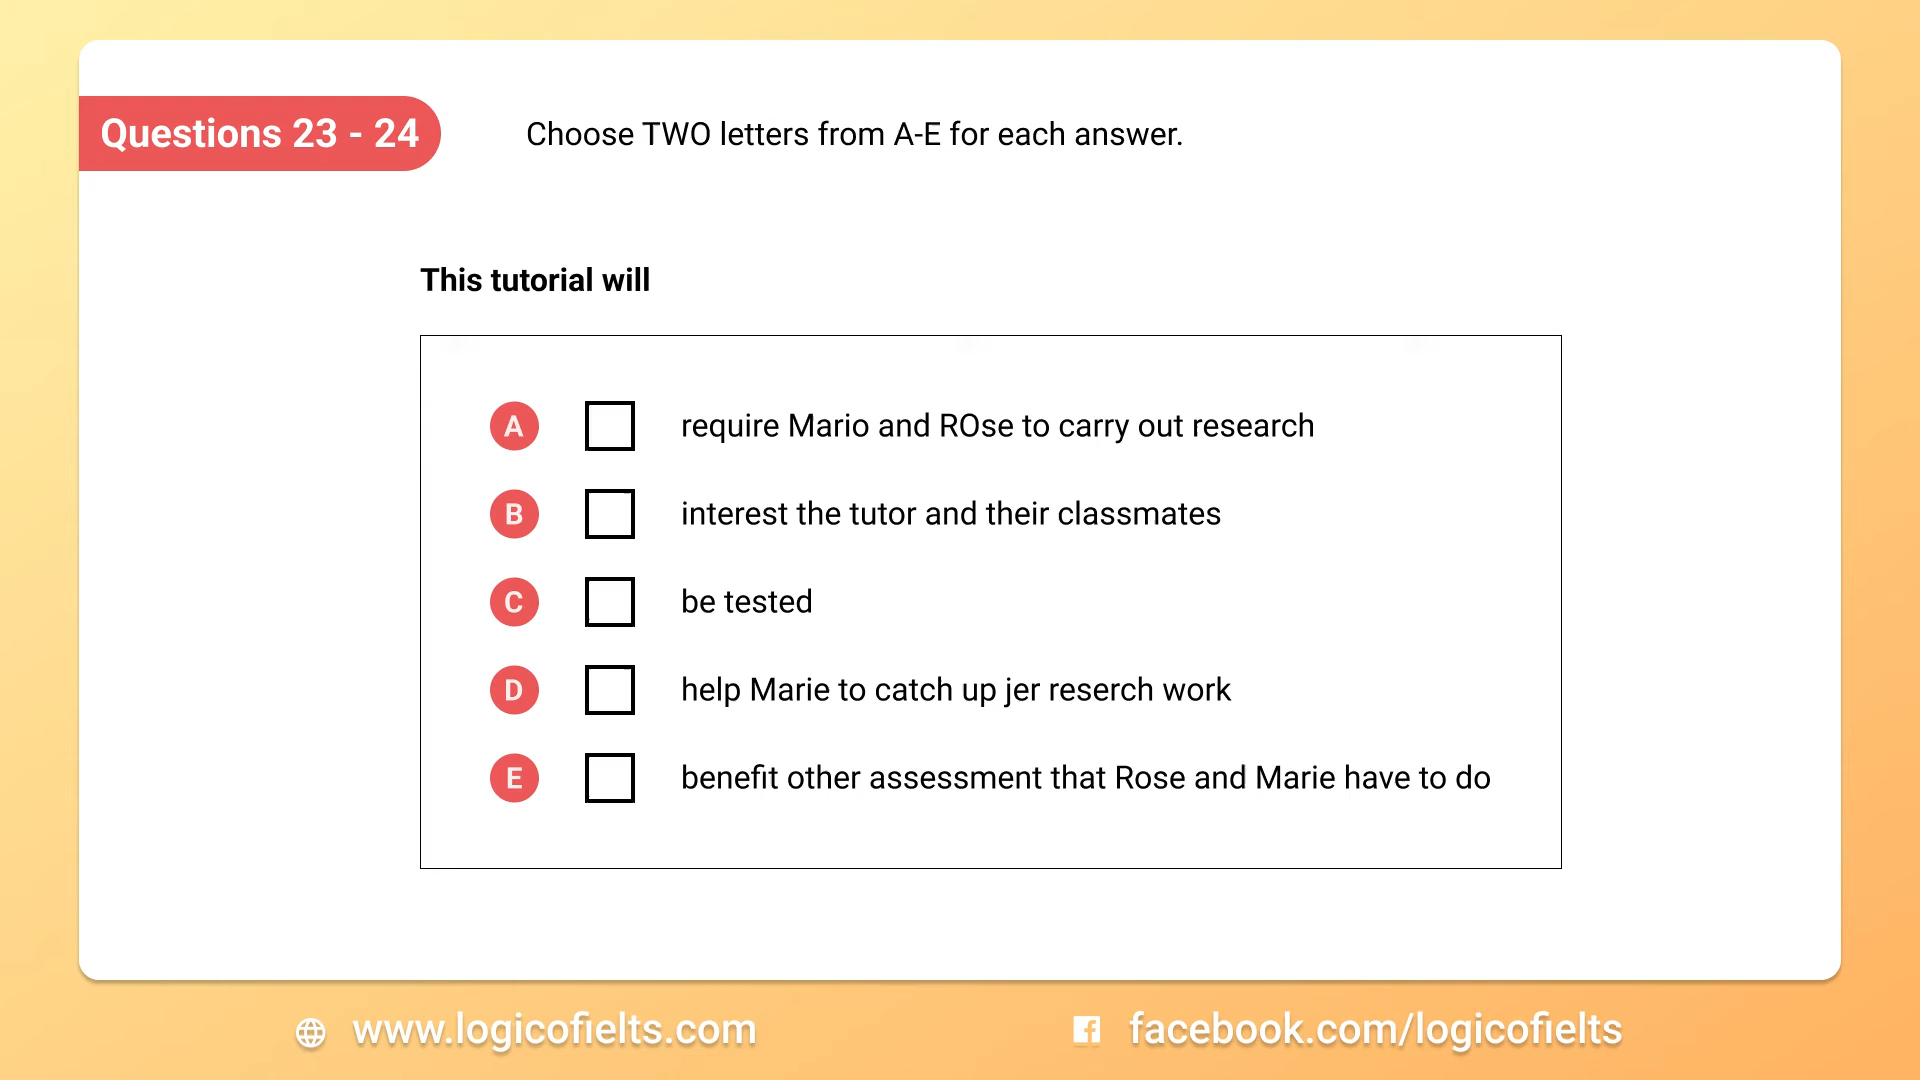 Questions 23 - 24
Choose TWO letters from A-E for each answer.
This tutorial will
A require Mario and ROse to carry out research
B interest the tutor and their classmates
C be tested
D help Marie to catch up jer reserch work
E benefit other assessment that Rose and Marie have to do
www.logicofielts.com
facebook.com/logicofielts